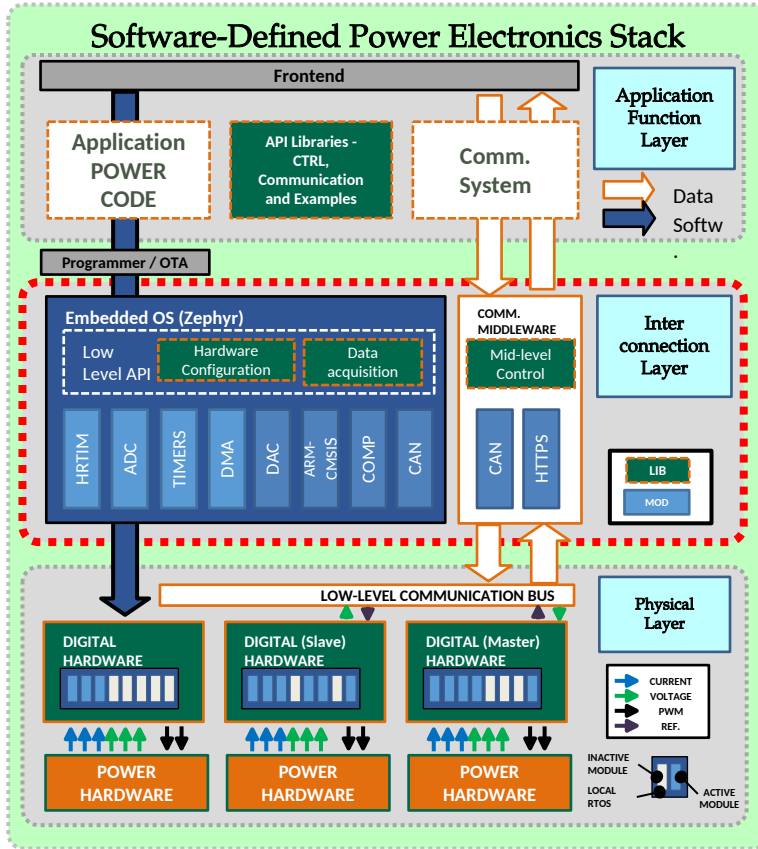 Software-Defined Power Electronics Stack
Frontend
Application
POWER
CODE
API Libraries -
CTRL,
Communication
and Examples
Comm.
System
Application
Function
Layer
Data
Softw
.
Programmer / OTA
Embedded OS (Zephyr)
Low
Level API
Hardware
Configuration
Data
acquisition
HRTIM
ADC
TIMERS
DMA
DAC
ARM-
CMSIS
COMP
CAN
COMM.
MIDDLEWARE
Mid-level
Control
CAN
HTTPS
Inter
connection
Layer
LIB
MOD
LOW-LEVEL COMMUNICATION BUS
Physical
Layer
DIGITAL
HARDWARE
DIGITAL (Slave)
HARDWARE
DIGITAL (Master)
HARDWARE
CURRENT
VOLTAGE
PWM
REF.
POWER
HARDWARE
POWER
HARDWARE
POWER
HARDWARE
INACTIVE
MODULE
LOCAL
RTOS
ACTIVE
MODULE